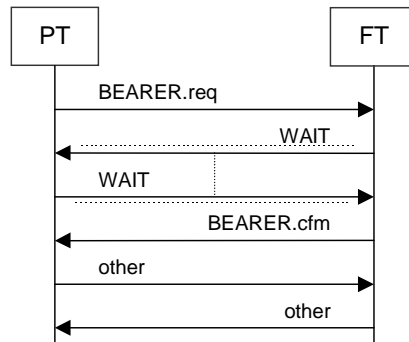 PT
FT
BEARER.req
WAIT
WAIT
BEARER.cfm
other
other